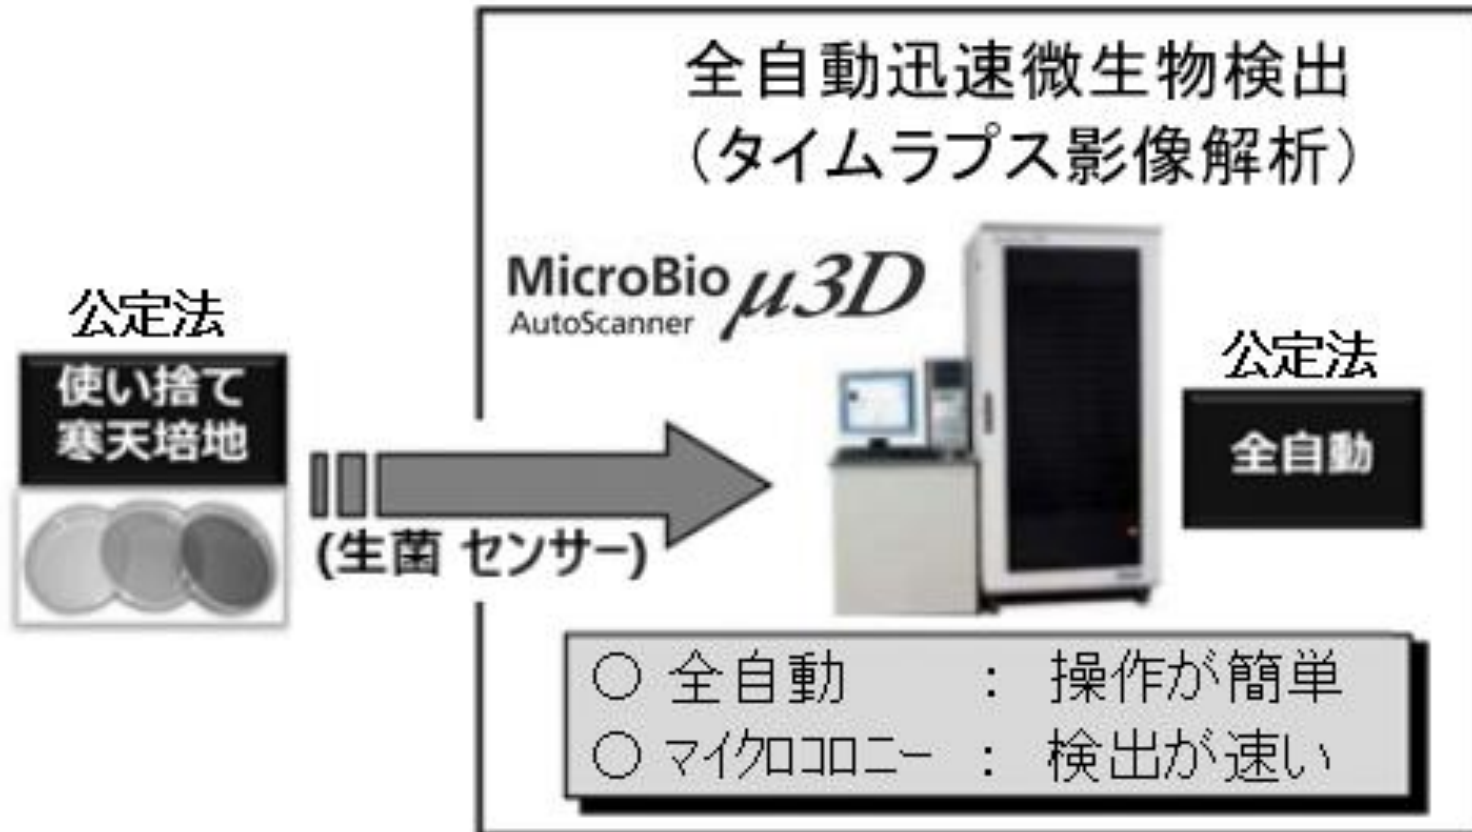 全自動迅速微生物検出
（タイムラプス影像解析）
MicroBio μ3D
AutoScanner
公定法
使い捨て
寒天培地
(生菌 センサー)
公定法
全自動
○ 全自動 ： 操作が簡単
○ マイクロコロニー ： 検出が速い